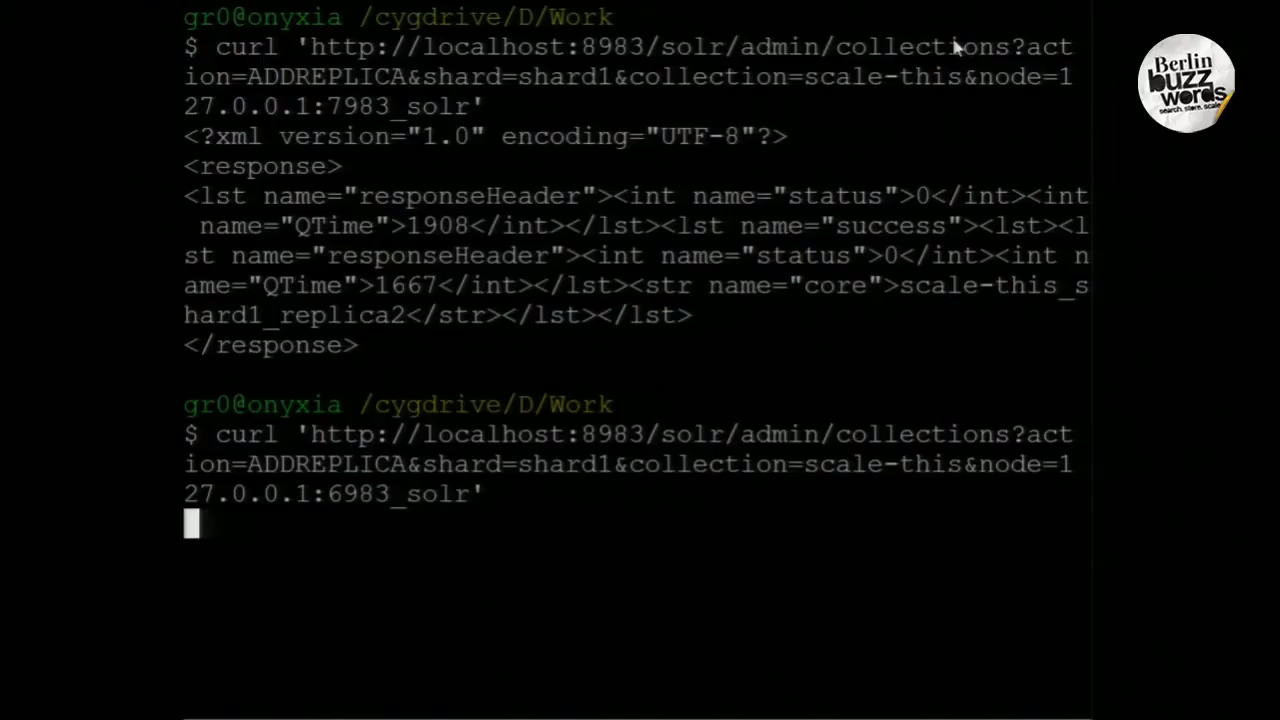 gr0@onyxia /cygdrive/D/Work
$ curl 'http://localhost:8983/solr/admin/collections?act
ion=ADDREPLICA&shard=shard1&collection=scale-this&node=1
27.0.0.1:7983_solr'
<?xml version="1.0" encoding="UTF-8"?>
<response>
<lst name="responseHeader"><int name="status">0</int><int
 name="QTime">1908</int></lst><lst name="success"><lst><l
st name="responseHeader"><int name="status">0</int><int n
ame="QTime">1667</int></lst><str name="core">scale-this_s
hard1_replica2</str></lst></lst>
</response>
gr0@onyxia /cygdrive/D/Work
$ curl 'http://localhost:8983/solr/admin/collections?act
ion=ADDREPLICA&shard=shard1&collection=scale-this&node=1
27.0.0.1:6983_solr'
Berlin
buzz
words
search. store. scale.